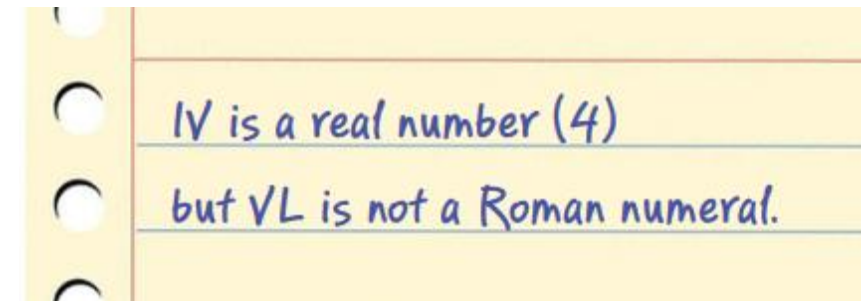 IV is a real number (4)
but VL is not a Roman numeral.